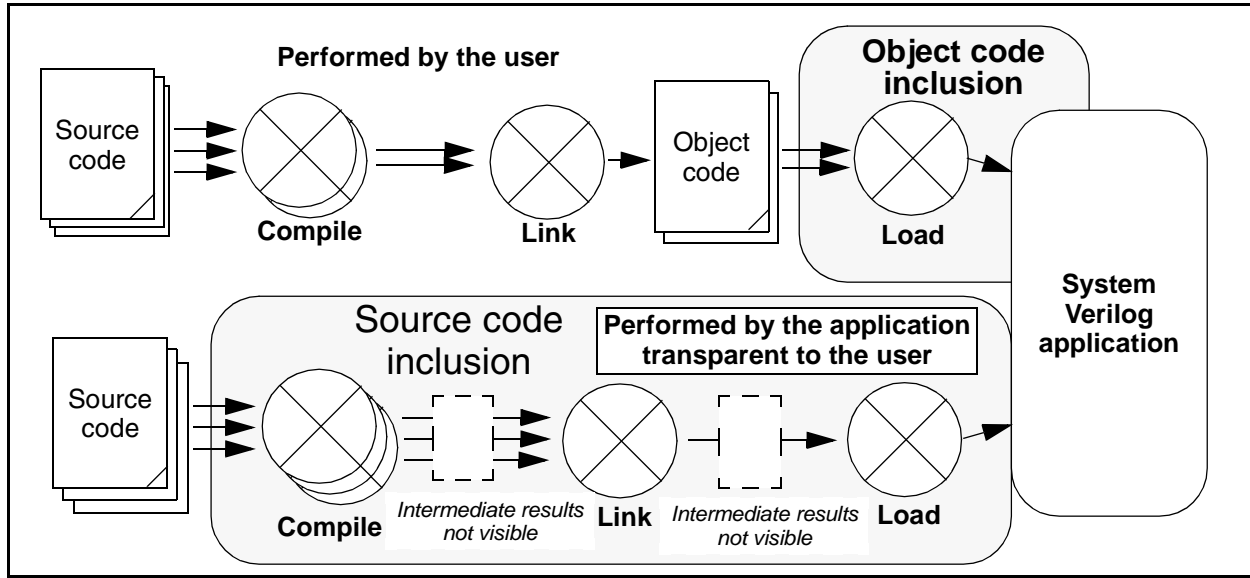 Performed by the user
Object code
inclusion
Source
code
Compile
Link
Object
code
Load
System
Verilog
application
Source code
inclusion
Performed by the application
transparent to the user
Source
code
Compile
Intermediate results
not visible
Link
Intermediate results
not visible
Load